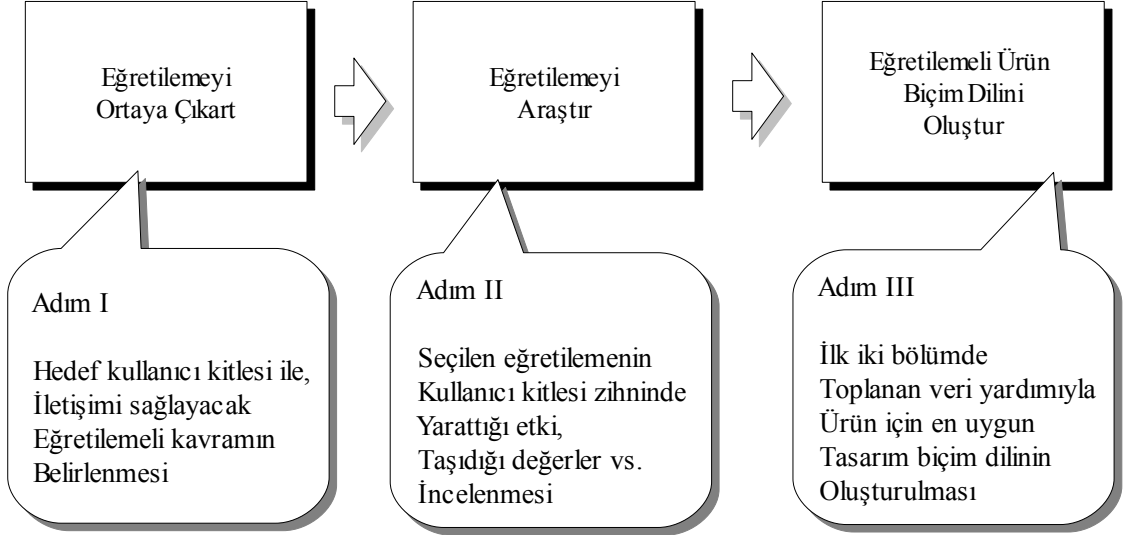 Eğretilemeyi
Ortaya Çıkart
Eğretilemeyi
Araştır
Eğretilemeli Ürün
Biçim Dilini
Oluştur
Adım I
Hedef kullanıcı kitlesi ile,
İletişimi sağlayacak
Eğretilemeli kavramın
Belirlenmesi
Adım II
Seçilen eğretilemenin
Kullanıcı kitlesi zihninde
Yarattığı etki,
Taşıdığı değerler vs.
İncelenmesi
Adım III
İlk iki bölümde
Toplanan veri yardımıyla
Ürün için en uygun
Tasarım biçim dilinin
Oluşturulması